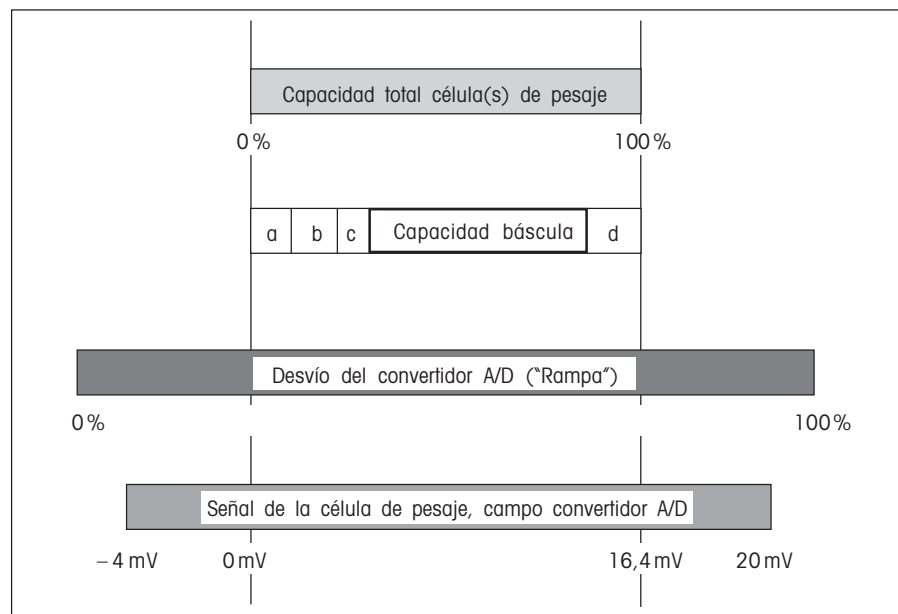 Capacidad total célula(s) de pesaje
0 % 100 %
a b c Capacidad báscula d
Desvío del convertidor A/D ("Rampa")
0 % 100 %
Señal de la célula de pesaje, campo convertidor A/D
– 4 mV 0 mV 16,4 mV 20 mV